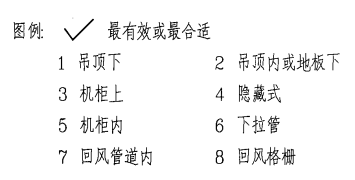 图例: ✓ 最有效或最合适
1 吊顶下 2 吊顶内或地板下
3 机柜上 4 隐藏式
5 机柜内 6 下拉管
7 回风管道内 8 回风格栅